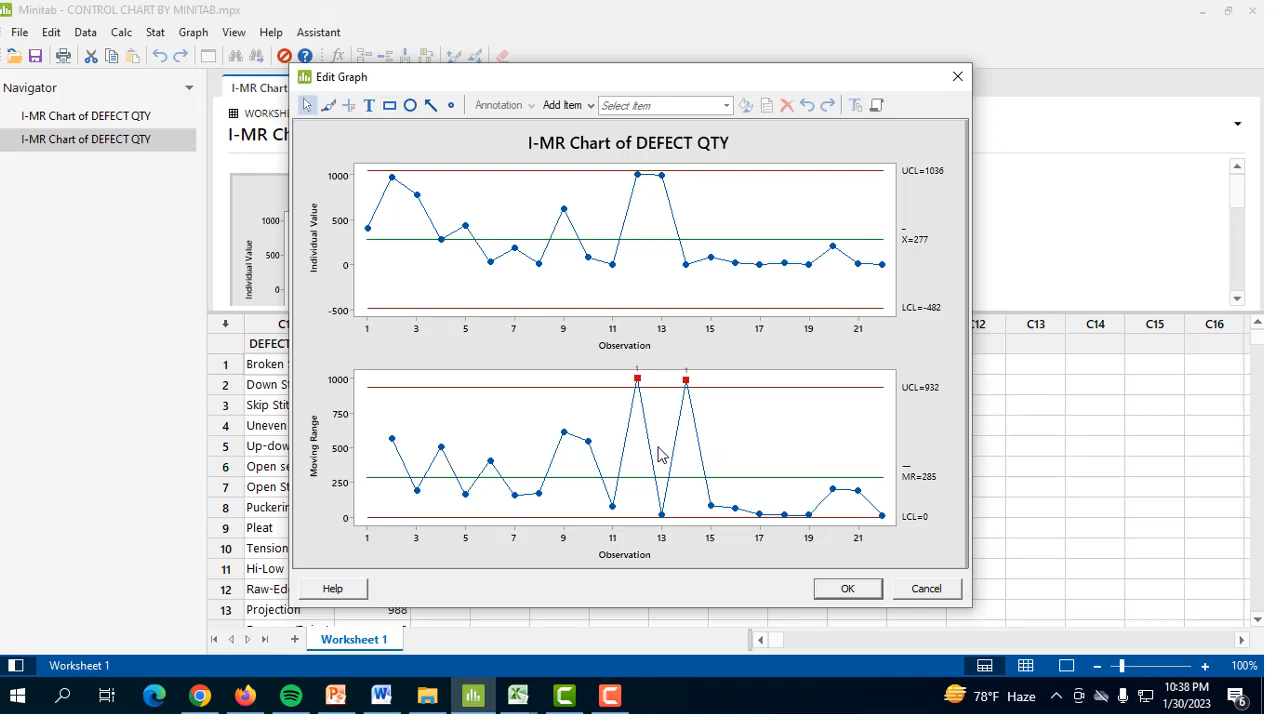 Minitab - CONTROL CHART BY MINITAB.mpx
File Edit Data Calc Stat Graph View Help Assistant
Navigator
I-MR Chart of DEFECT QTY
I-MR Chart of DEFECT QTY
I-MR Chart
WORKSHE
I-MR Ch
1000
500
0
Individual Value
Edit Graph
T
Annotation Add Item Select Item
I-MR Chart of DEFECT QTY
Individual Value
1000
500
0
-500
UCL=1036
X=277
LCL=-482
1 3 5 7 9 11 13 15 17 19 21
Observation
1 1
Moving Range
1000
750
500
250
0
UCL=932
MR=285
LCL=0
1 3 5 7 9 11 13 15 17 19 21
Observation
Help OK Cancel
C1 C12 C13 C14 C15 C16
DEFECT
1 Broken
2 Down St
3 Skip Stit
4 Uneven
5 Up-dow
6 Open se
7 Open St
8 Puckerin
9 Pleat
10 Tension
11 Hi-Low
12 Raw-Ed
13 Projection 988
Worksheet 1
Worksheet 1 100%
78°F Haze
10:38 PM
1/30/2023
6